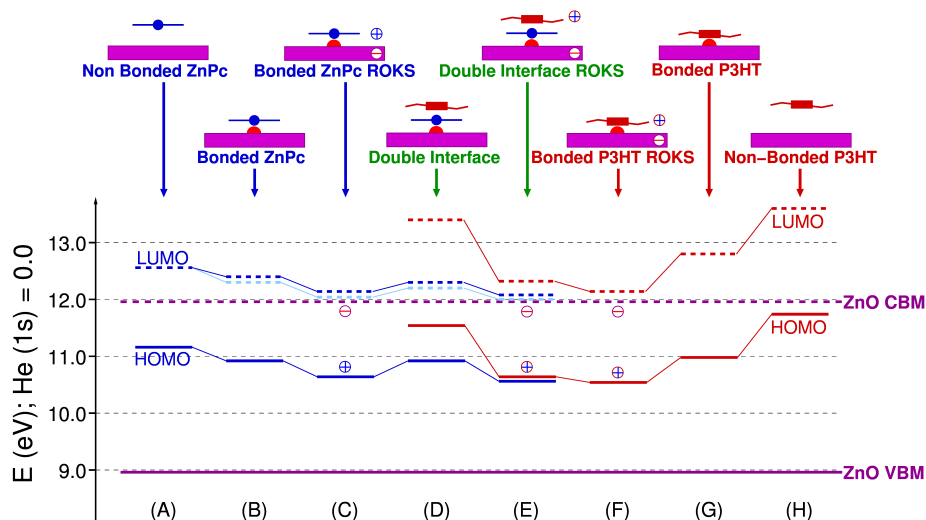 Non Bonded ZnPc
Bonded ZnPc ROKS
Double Interface ROKS
Bonded P3HT
Bonded ZnPc
Double Interface
Bonded P3HT ROKS
Non-Bonded P3HT
E (eV); He (1s) = 0.0
13.0
12.0
11.0
10.0
9.0
LUMO
HOMO
LUMO
HOMO
ZnO CBM
ZnO VBM
(A)
(B)
(C)
(D)
(E)
(F)
(G)
(H)